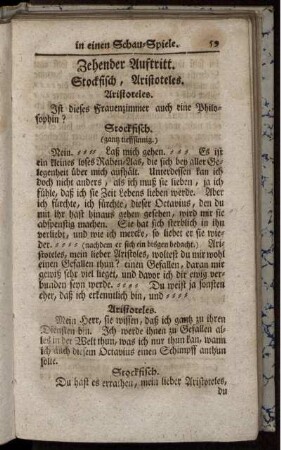 in einen Schau-Spiele. 59
Zehender Auftritt.
Stockfisch, Aristoteles.
Aristoteles.
Ist dieses Frauenzimmer auch eine Philo-
sophin?
Stockfisch.
(gantz tieffsinnig.)
Nein. Laß mich gehen. Es ist
ein kleines loses Raben-Aas, die sich bey aller Ge-
legenheit über mich aufhält. Unterdessen kan ich
doch nicht anders, als ich muß sie lieben, ja ich
fühle, daß ich sie Zeit Lebens lieben werde. Aber
ich fürchte, ich fürchte, dieser Octavius, den du
mit ihr hast hinaus gehen gesehen, wird mir sie
abspenstig machen. Sie hat sich sterblich in ihn
verliebt, und wie ich mercke, so lieber er sie wie-
der. (nachdem er sich ein bißgen bedacht.) Ari-
stoteles, mein lieber Aristoteles, woltest du mir wohl
einen Gefallen thun? einen Gefallen, daran mir
gewiß sehr viel lieget, und davor ich dir ewig ver-
bunden seyn werde. Du weist ja sonsten
eher, daß ich erkenntlich bin, und
Aristoteles.
Mein Herr, sie wissen, daß ich gantz zu ihren
Diensten bin. Ich werde ihnen zu Gefallen al-
les in der Welt thun, was ich nur thun kan, wann
ich auch diesem Octavius einen Schimpff anthun
solte.
Stockfisch.
Du hast es errathen, mein lieber Aristoteles,
du